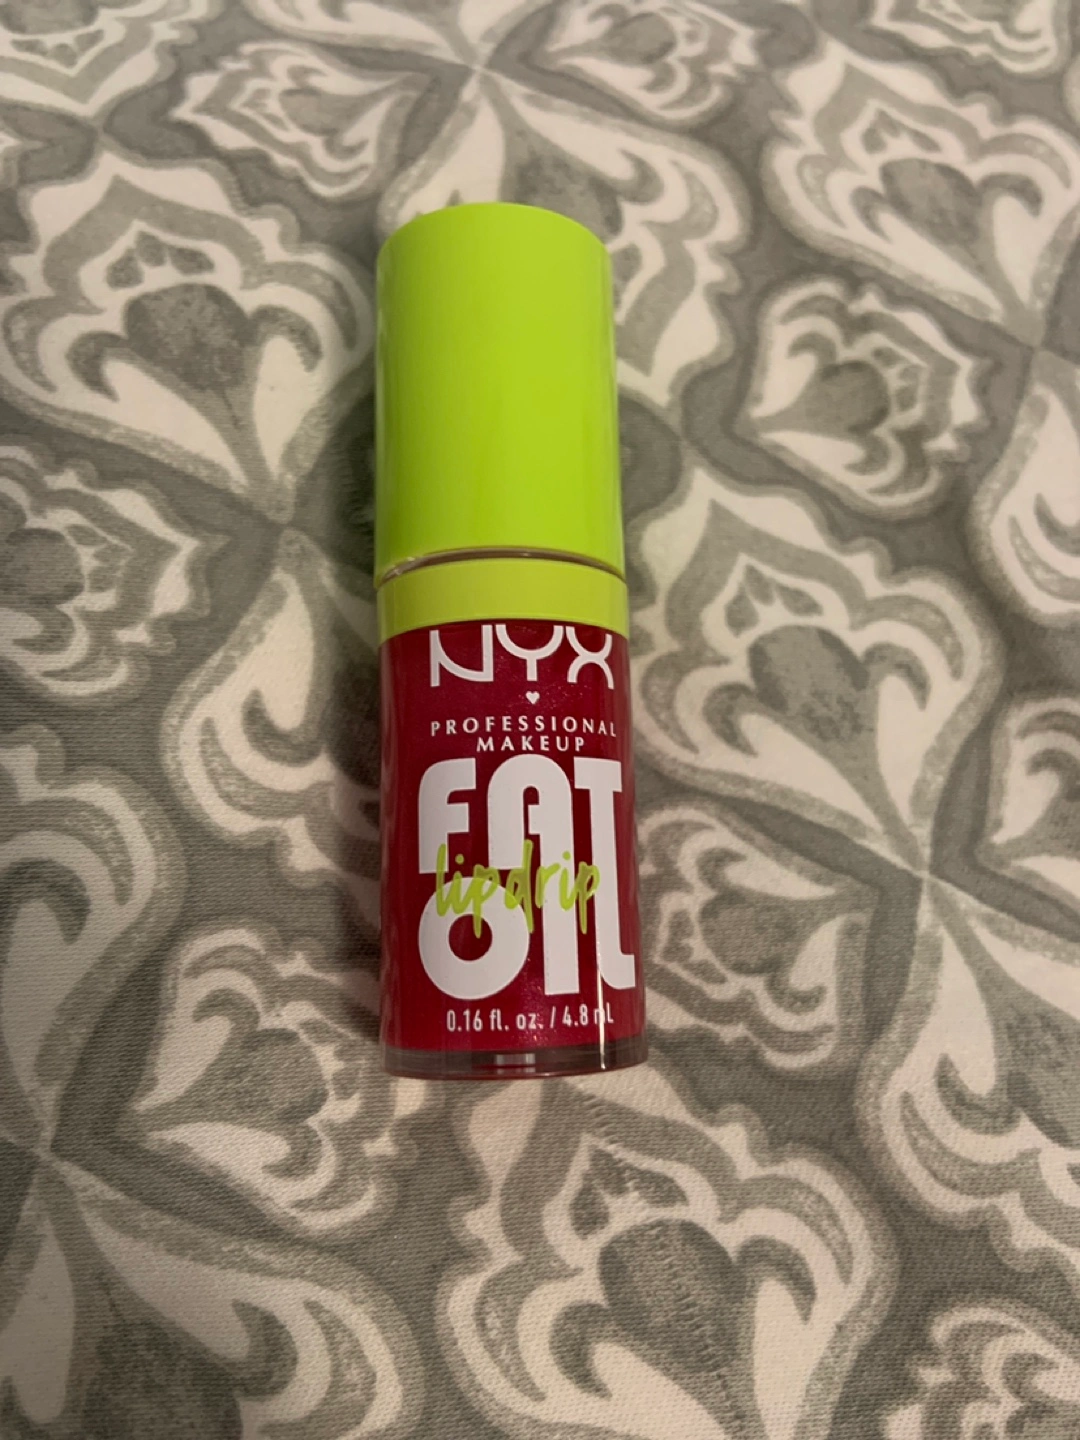 NYX
PROFESSIONAL
MAKEUP
FAT
lip drip
OIL
0.16 fl. oz. / 4.8 mL